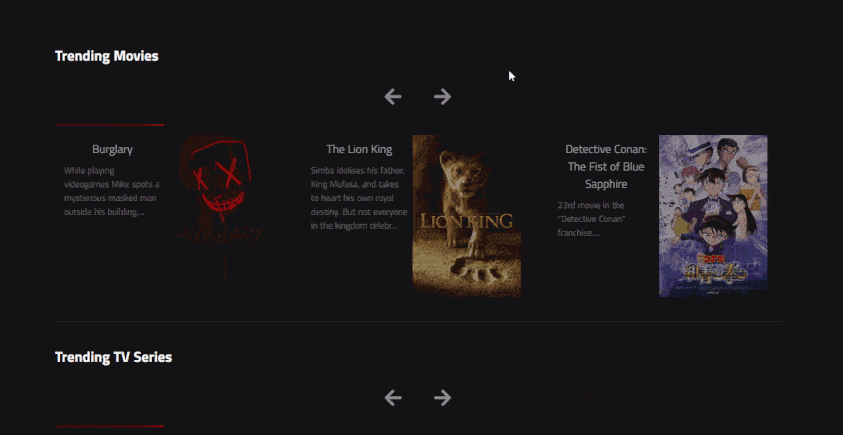 Trending Movies
Burglary
While playing
videogames Mike spots a
mysterious masked man
outside his building....
The Lion King
Simba idolises his father,
King Mufasa, and takes
to heart his own royal
destiny. But not everyone
in the kingdom celebr...
LION KING
Detective Conan:
The Fist of Blue
Sapphire
23rd movie in the
"Detective Conan"
franchise....
Trending TV Series